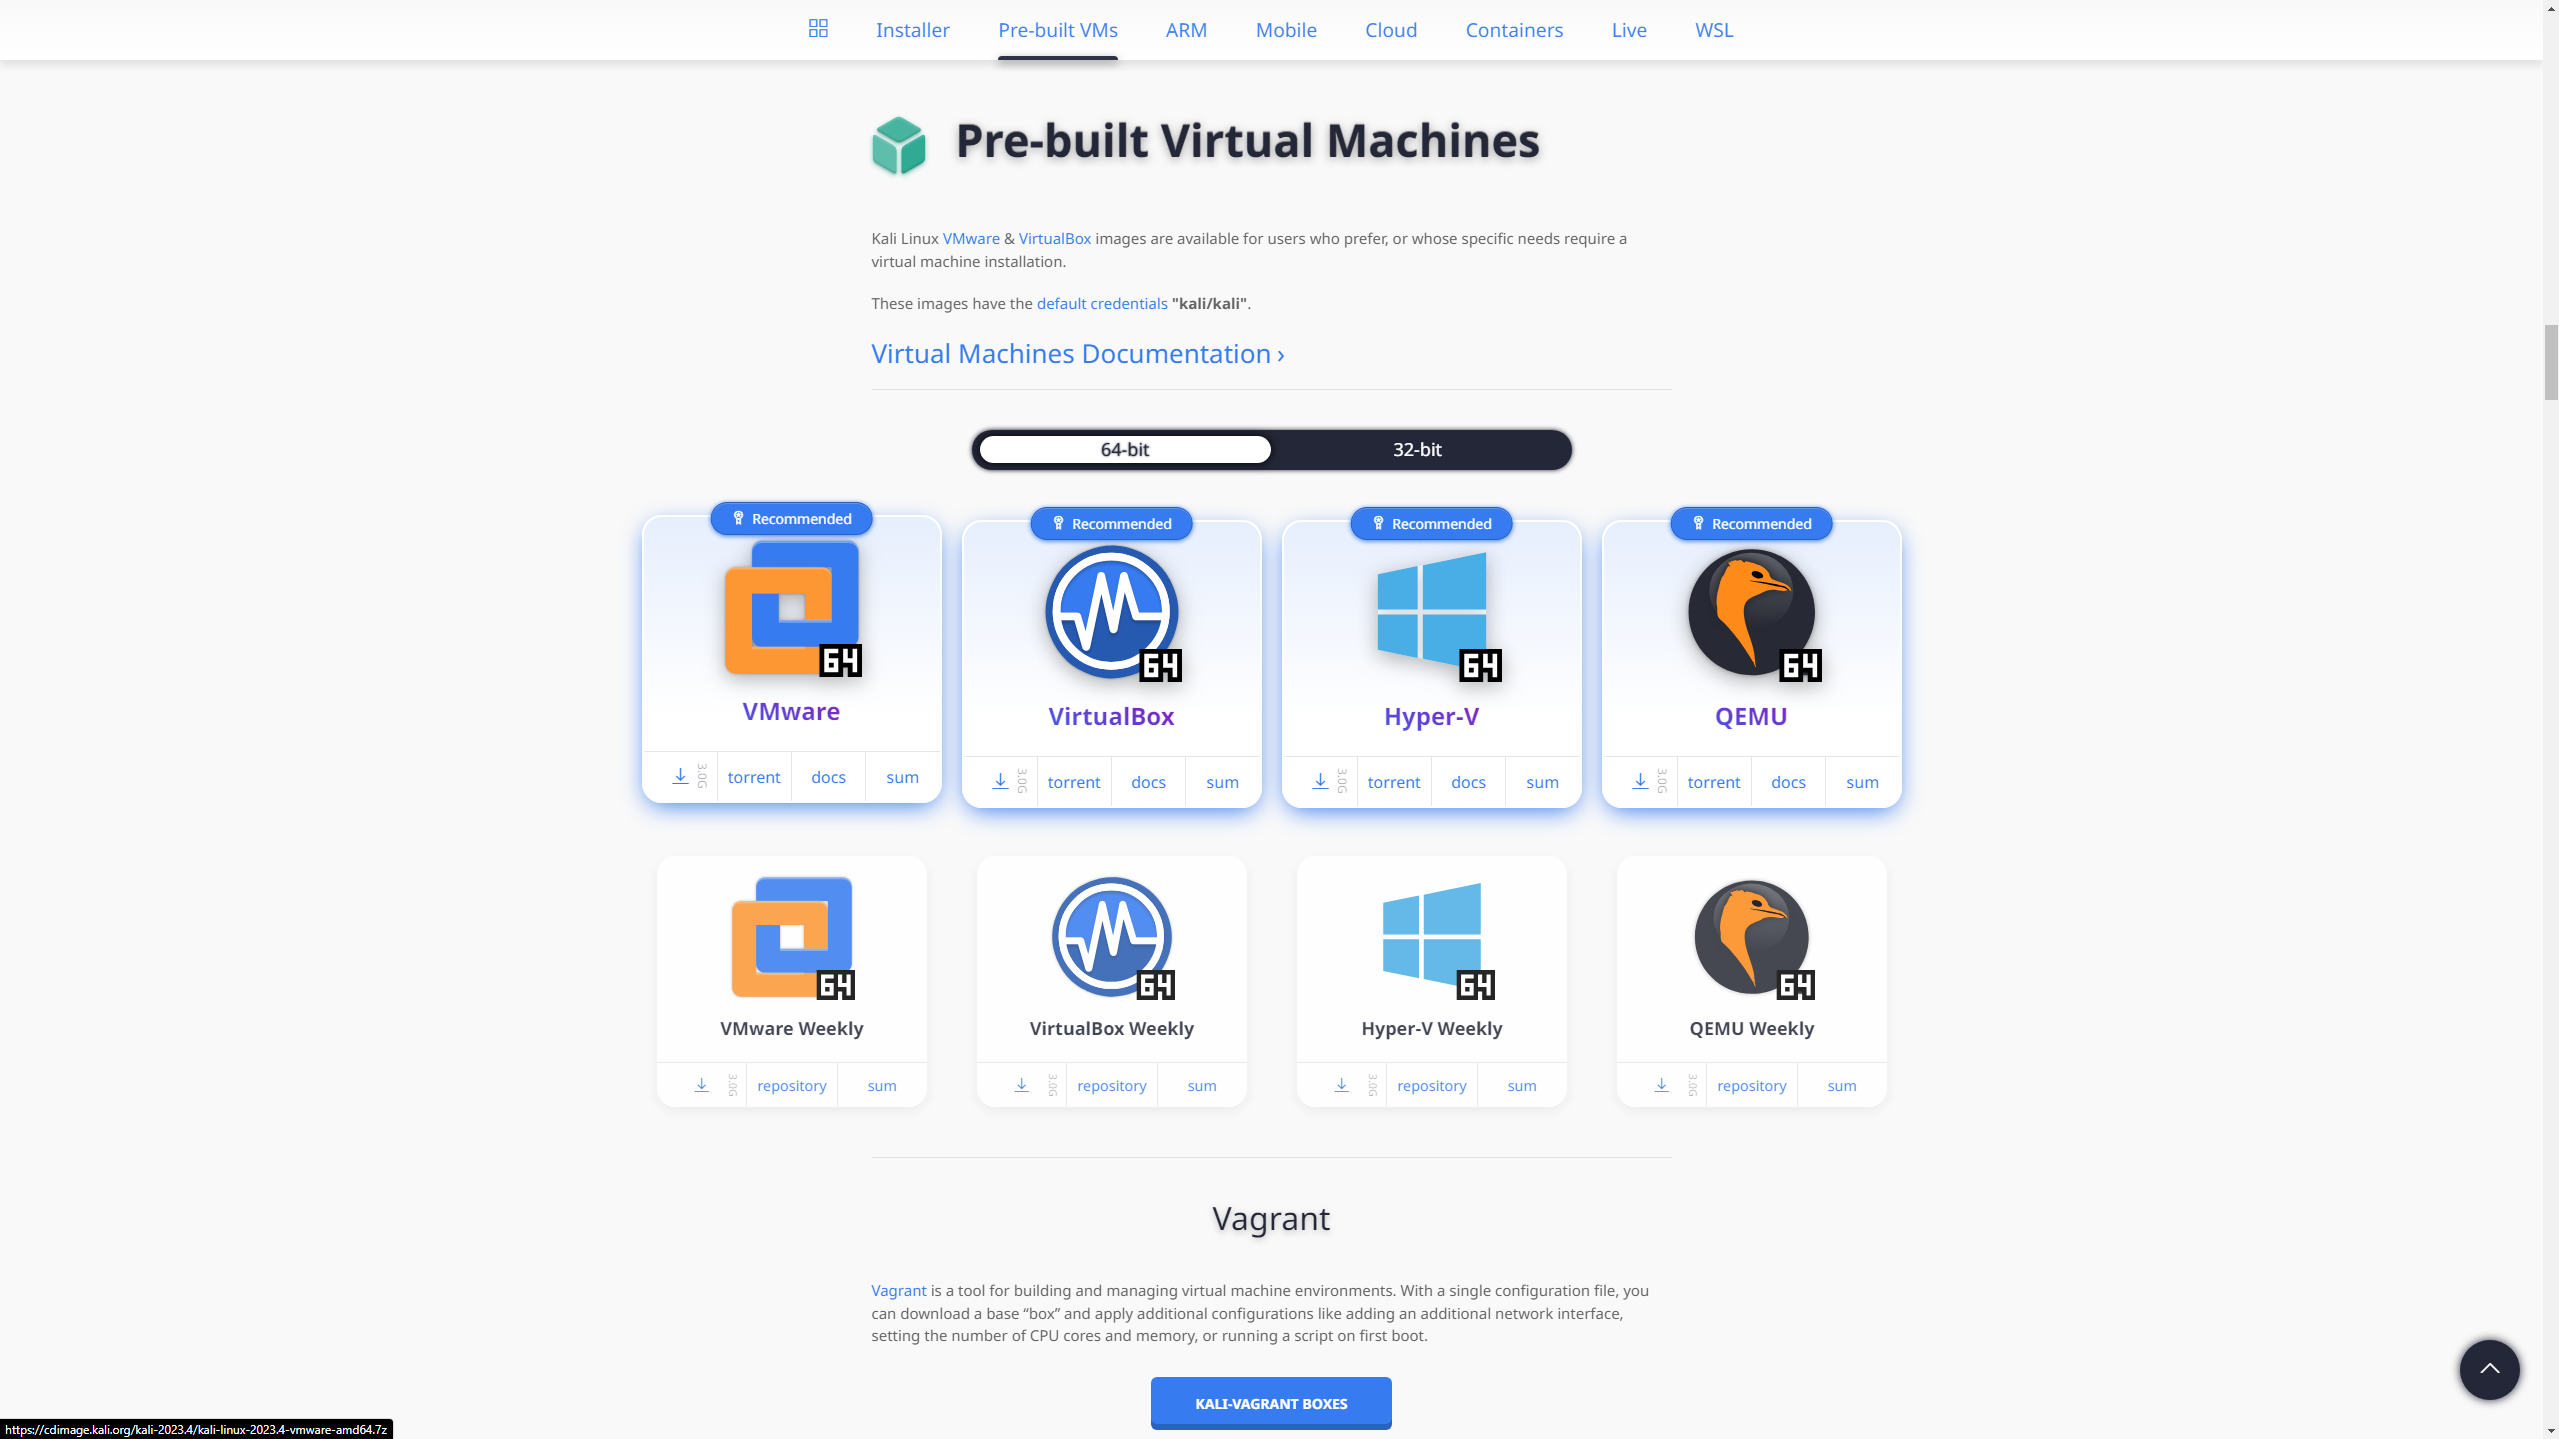 Installer Pre-built VMs ARM Mobile Cloud Containers Live WSL
Pre-built Virtual Machines
Kali Linux VMware & VirtualBox images are available for users who prefer, or whose specific needs require a
virtual machine installation.
These images have the default credentials "kali/kali".
Virtual Machines Documentation ›
64-bit 32-bit
Recommended Recommended Recommended Recommended
64 64 64 64
VMware VirtualBox Hyper-V QEMU
3.0G torrent docs sum 3.0G torrent docs sum 3.0G torrent docs sum 3.0G torrent docs sum
64 64 64 64
VMware Weekly VirtualBox Weekly Hyper-V Weekly QEMU Weekly
3.0G repository sum 3.0G repository sum 3.0G repository sum 3.0G repository sum
Vagrant
Vagrant is a tool for building and managing virtual machine environments. With a single configuration file, you
can download a base “box” and apply additional configurations like adding an additional network interface,
setting the number of CPU cores and memory, or running a script on first boot.
KALI-VAGRANT BOXES
https://cdimage.kali.org/kali-2023.4/kali-linux-2023.4-vmware-amd64.7z